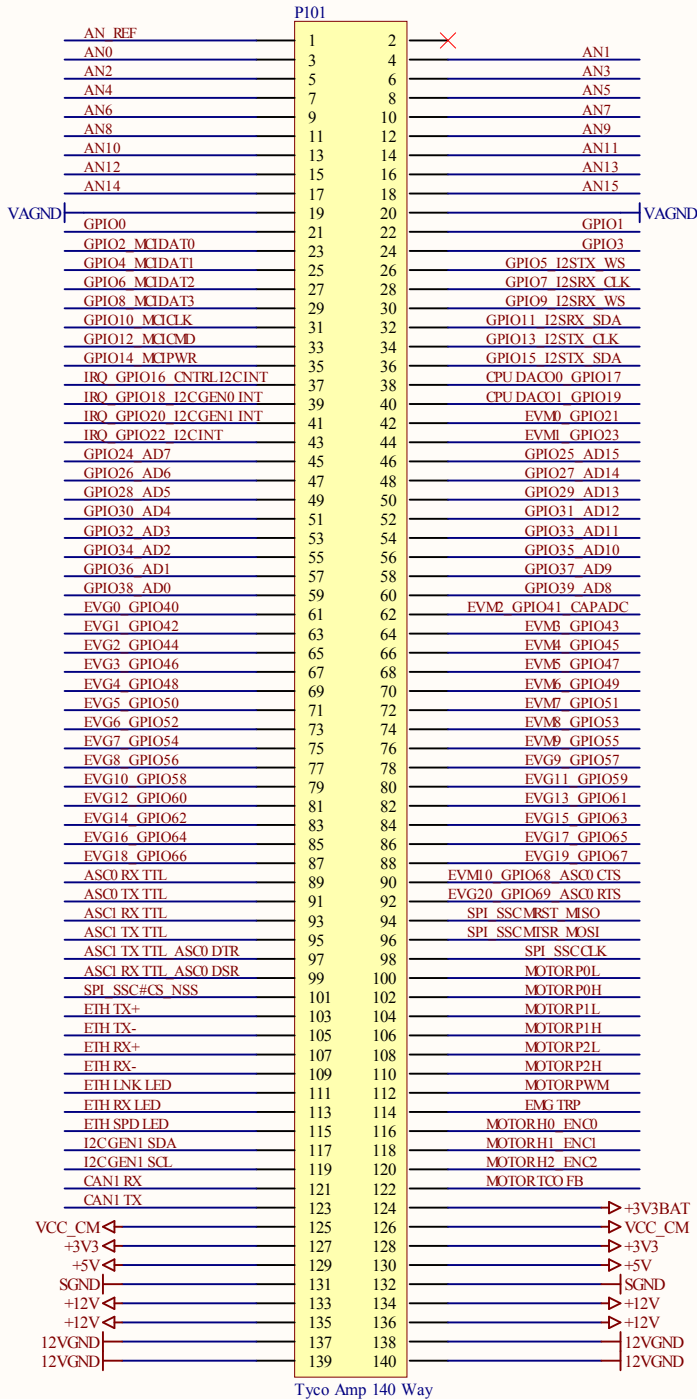 P101
AN_REF 1 2
AN0 3 4 AN1
AN2 5 6 AN3
AN4 7 8 AN5
AN6 9 10 AN7
AN8 11 12 AN9
AN10 13 14 AN11
AN12 15 16 AN13
AN14 17 18 AN15
VAGND 19 20 VAGND
GPIO0 21 22 GPIO1
GPIO2_MCIDAT0 23 24 GPIO3
GPIO4_MCIDAT1 25 26 GPIO5_I2STX_WS
GPIO6_MCIDAT2 27 28 GPIO7_I2SRX_CLK
GPIO8_MCIDAT3 29 30 GPIO9_I2SRX_WS
GPIO10_MCICLK 31 32 GPIO11_I2SRX_SDA
GPIO12_MCICMD 33 34 GPIO13_I2STX_CLK
GPIO14_MCIPWR 35 36 GPIO15_I2STX_SDA
IRQ_GPIO16_CNTRL I2C INT 37 38 CPU DACO0_GPIO17
IRQ_GPIO18_I2CGEN0 INT 39 40 CPU DACO1_GPIO19
IRQ_GPIO20_I2CGEN1 INT 41 42 EVM0_GPIO21
IRQ_GPIO22_I2C INT 43 44 EVM1_GPIO23
GPIO24_AD7 45 46 GPIO25_AD15
GPIO26_AD6 47 48 GPIO27_AD14
GPIO28_AD5 49 50 GPIO29_AD13
GPIO30_AD4 51 52 GPIO31_AD12
GPIO32_AD3 53 54 GPIO33_AD11
GPIO34_AD2 55 56 GPIO35_AD10
GPIO36_AD1 57 58 GPIO37_AD9
GPIO38_AD0 59 60 GPIO39_AD8
EVG0_GPIO40 61 62 EVM2_GPIO41_CAPADC
EVG1_GPIO42 63 64 EVM3_GPIO43
EVG2_GPIO44 65 66 EVM4_GPIO45
EVG3_GPIO46 67 68 EVM5_GPIO47
EVG4_GPIO48 69 70 EVM6_GPIO49
EVG5_GPIO50 71 72 EVM7_GPIO51
EVG6_GPIO52 73 74 EVM8_GPIO53
EVG7_GPIO54 75 76 EVM9_GPIO55
EVG8_GPIO56 77 78 EVG9_GPIO57
EVG10_GPIO58 79 80 EVG11_GPIO59
EVG12_GPIO60 81 82 EVG13_GPIO61
EVG14_GPIO62 83 84 EVG15_GPIO63
EVG16_GPIO64 85 86 EVG17_GPIO65
EVG18_GPIO66 87 88 EVG19_GPIO67
ASC0 RX TTL 89 90 EVM10_GPIO68_ASC0 CTS
ASC0 TX TTL 91 92 EVG20_GPIO69_ASC0 RTS
ASC1 RX TTL 93 94 SPI_SSC MRST_MISO
ASC1 TX TTL 95 96 SPI_SSC MTSR_MOSI
ASC1 TX TTL_ASC0 DTR 97 98 SPI_SSC CLK
ASC1 RX TTL_ASC0 DSR 99 100 MOTOR P0L
SPI_SSC #CS_NSS 101 102 MOTOR P0H
ETH TX+ 103 104 MOTOR P1L
ETH TX- 105 106 MOTOR P1H
ETH RX+ 107 108 MOTOR P2L
ETH RX- 109 110 MOTOR P2H
ETH LNK LED 111 112 MOTOR PWM
ETH RX LED 113 114 EMG TRP
ETH SPD LED 115 116 MOTOR H0_ENC0
I2C GEN1 SDA 117 118 MOTOR H1_ENC1
I2C GEN1 SCL 119 120 MOTOR H2_ENC2
CAN1 RX 121 122 MOTOR TCO FB
CAN1 TX 123 124 +3V3BAT
VCC_CM 125 126 VCC_CM
+3V3 127 128 +3V3
+5V 129 130 +5V
SGND 131 132 SGND
+12V 133 134 +12V
+12V 135 136 +12V
12VGND 137 138 12VGND
12VGND 139 140 12VGND
Tyco Amp 140 Way